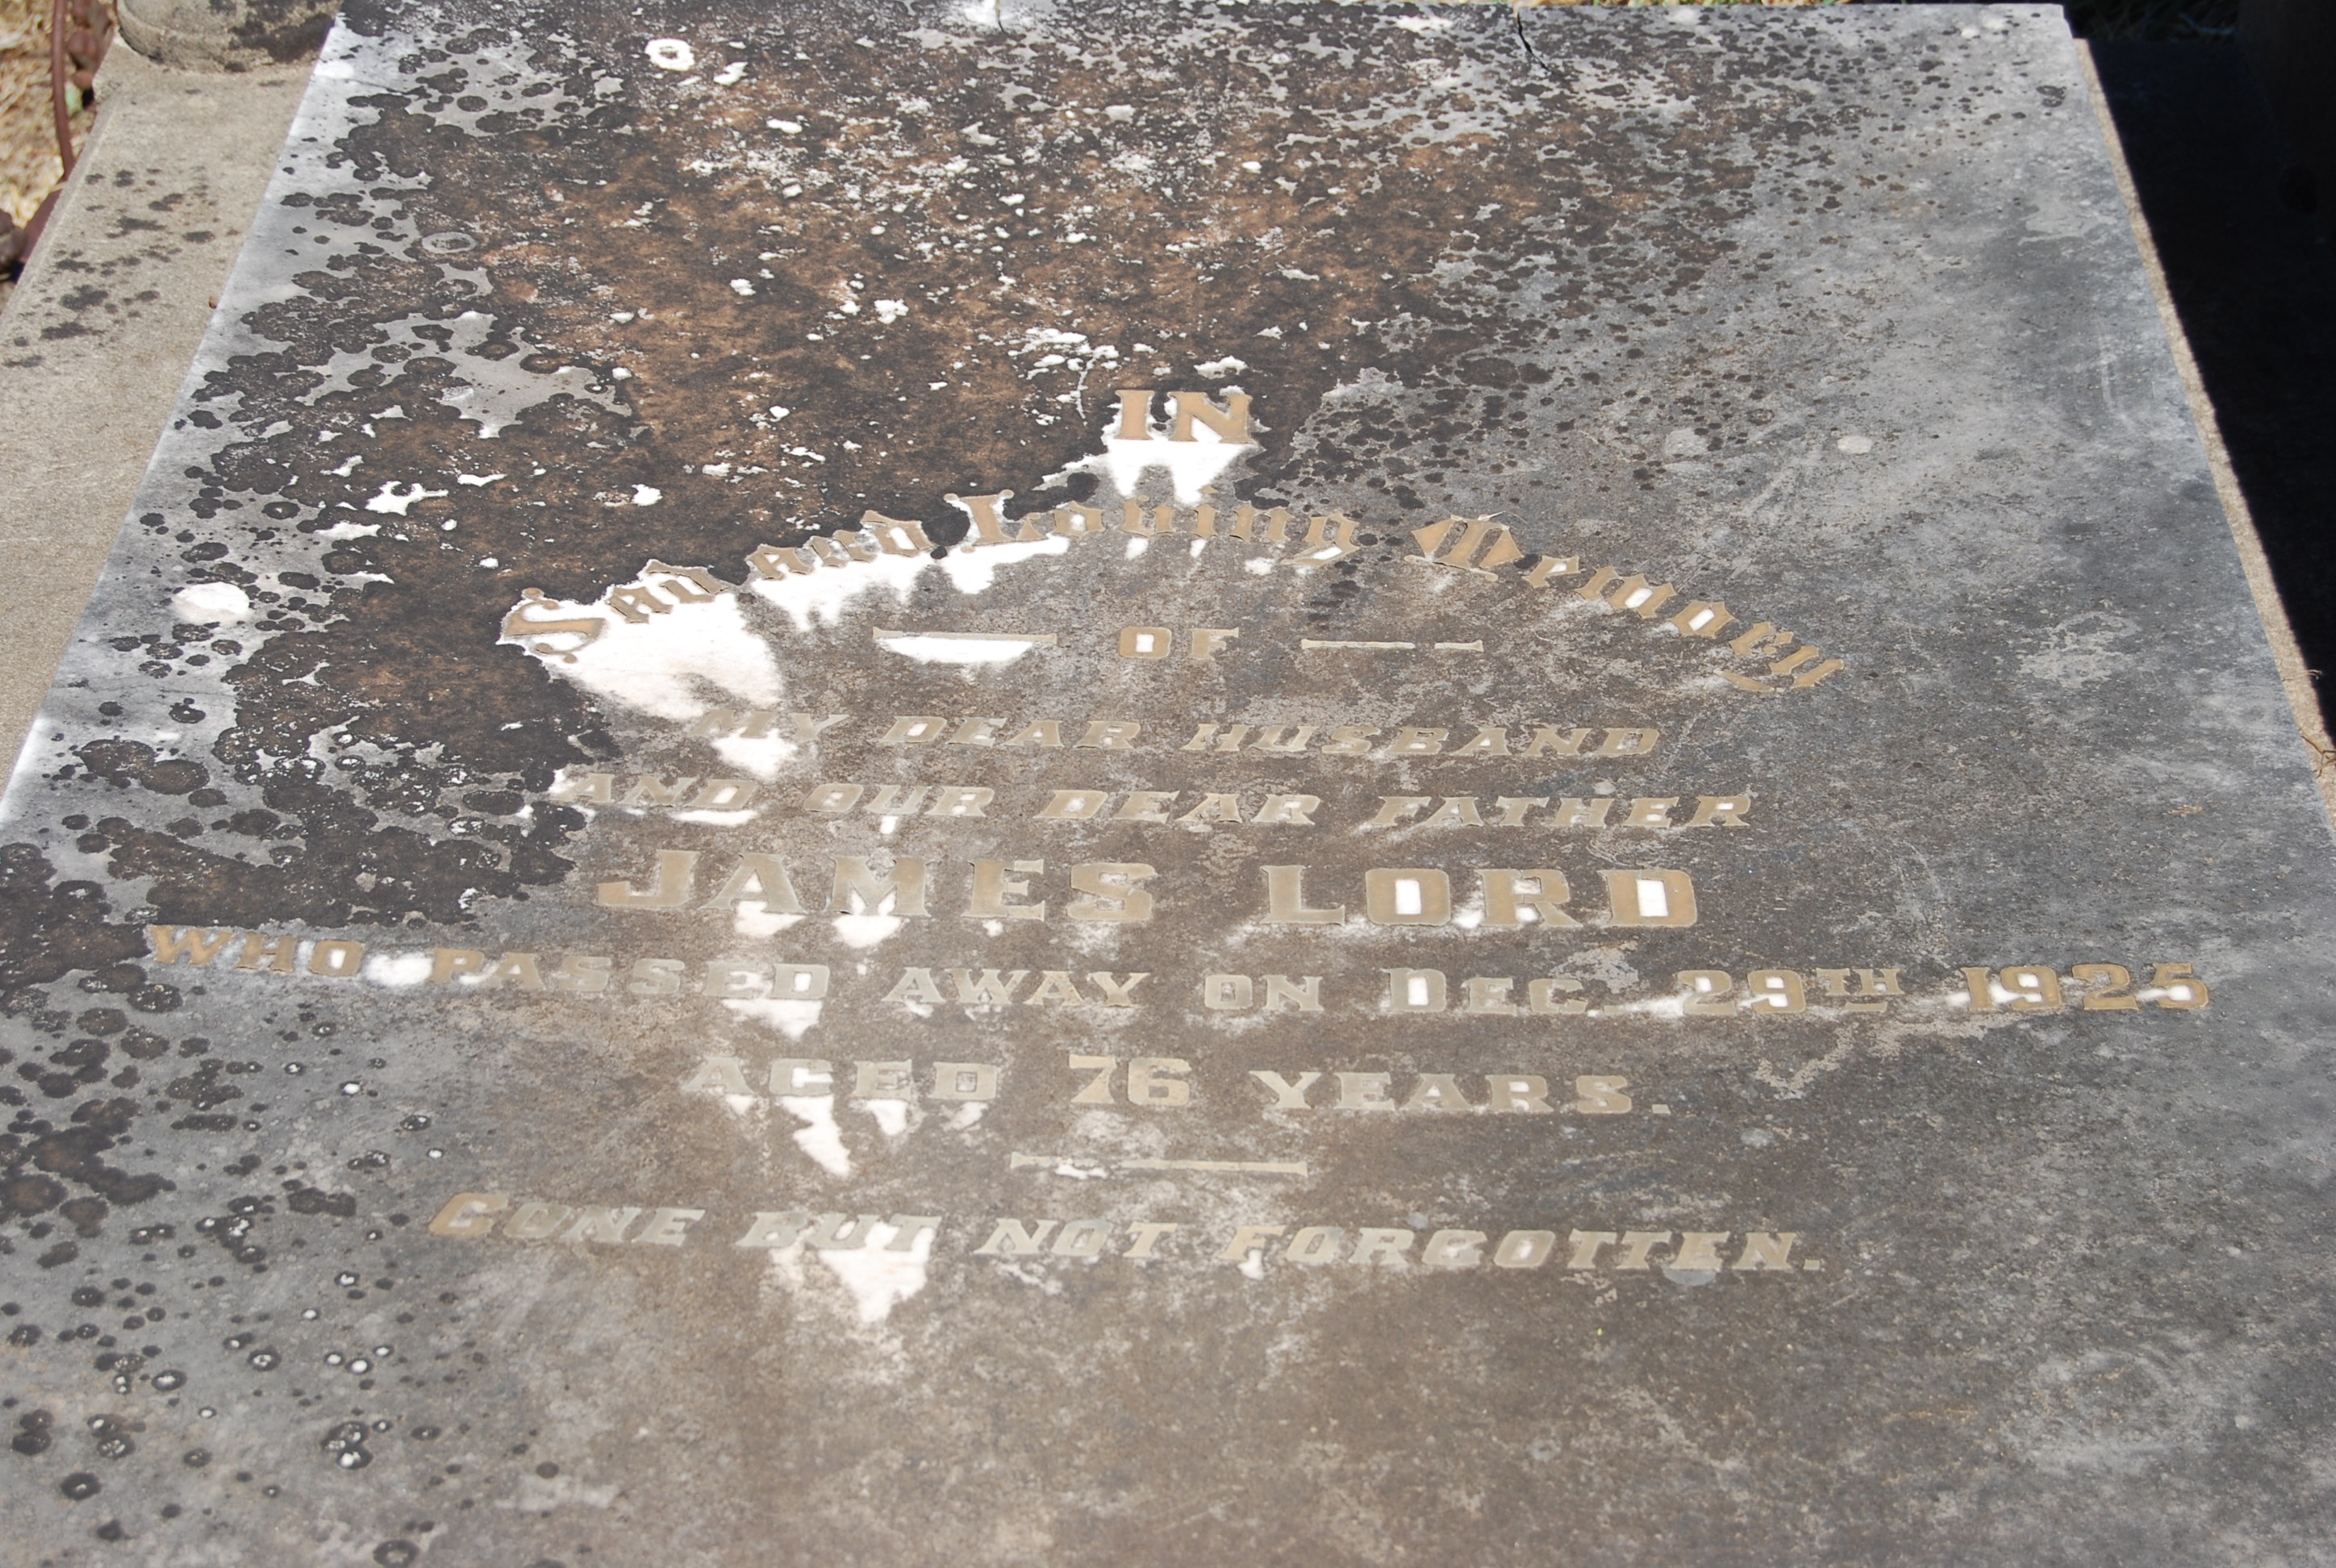 IN
Sad and Loving Memory
OF
MY DEAR HUSBAND
AND OUR DEAR FATHER
JAMES LORD
WHO PASSED AWAY ON DEC. 29TH 1925
AGED 76 YEARS.
GONE BUT NOT FORGOTTEN.